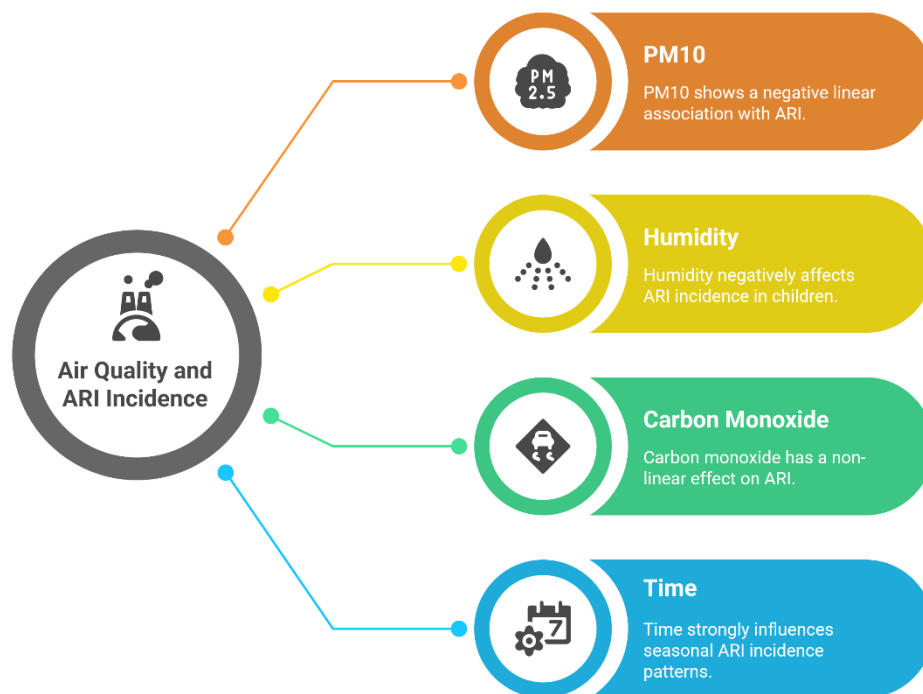 Air Quality and
ARI Incidence
PM
2.5
PM10
PM10 shows a negative linear
association with ARI.
Humidity
Humidity negatively affects
ARI incidence in children.
Carbon Monoxide
Carbon monoxide has a non-
linear effect on ARI.
7
Time
Time strongly influences
seasonal ARI incidence
patterns.